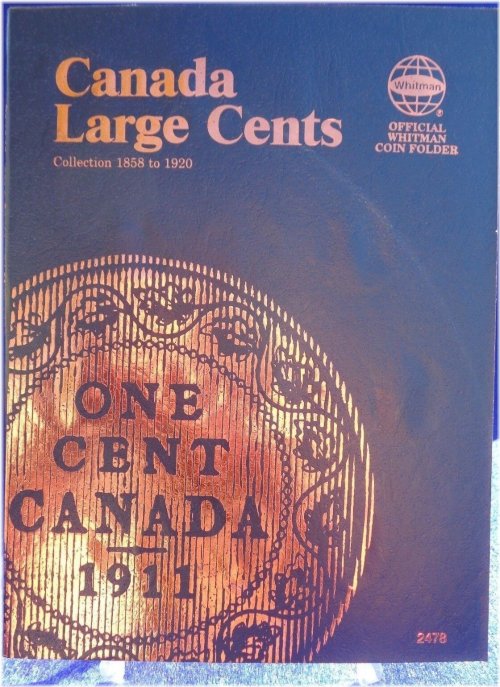 Canada
Large Cents
Collection 1858 to 1920
Whitman
®
OFFICIAL
WHITMAN
COIN FOLDER
ONE
CENT
CANADA
1911
2478